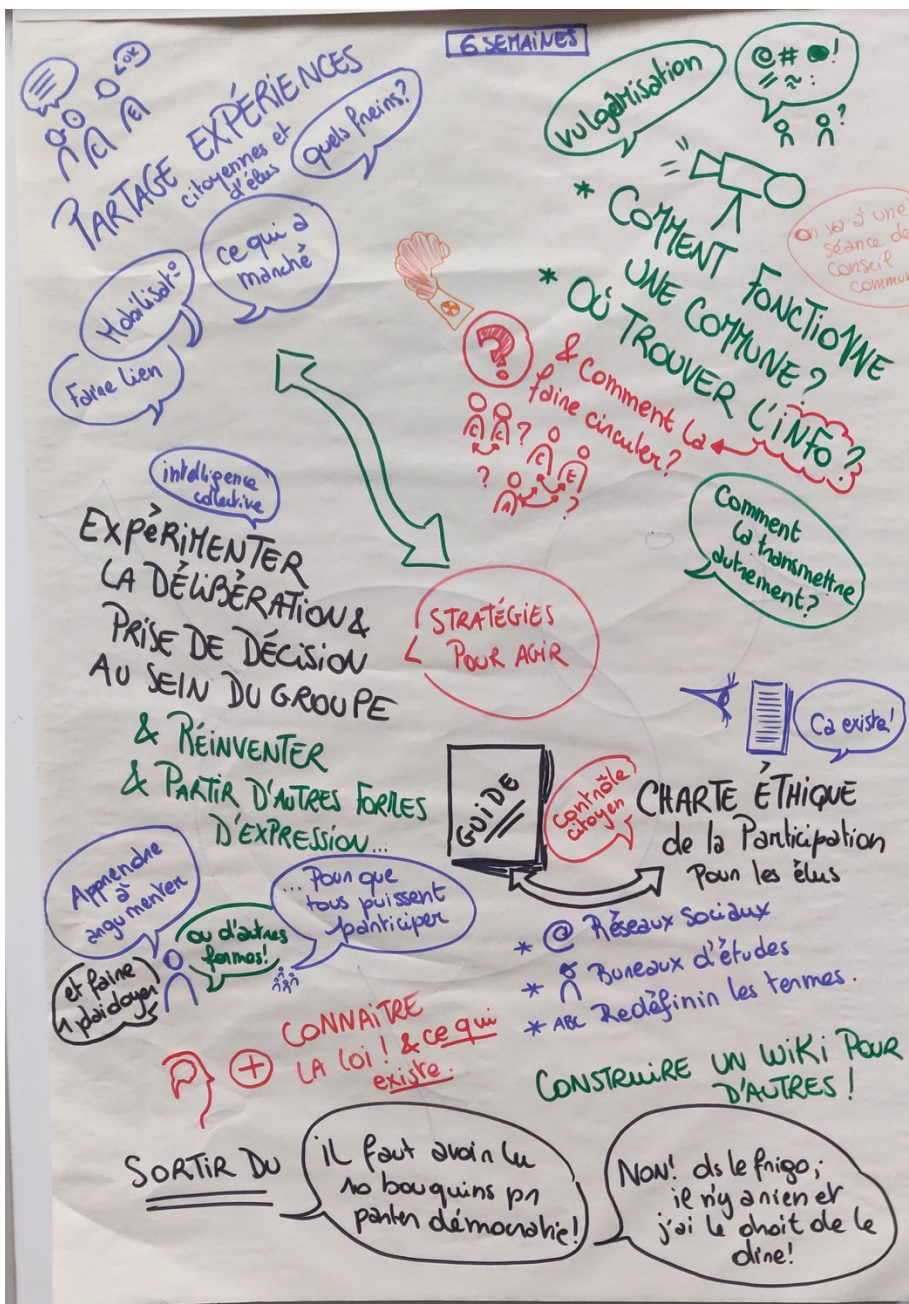 6 SEMAINES
OK
C
E
PARTAGE EXPÉRIENCES
citoyennes et
d'élus
quels freins?
ce qui a
marché
Mobilisat°
Faire lien
vulgarisation
@ # !
// ~ :
?
* COMMENT FONCTIONNE
UNE COMMUNE?
* OÙ TROUVER L'INFO?
On va à une
séance de
conseil
commun
?
& Comment la
faire circuler?
?
?
C
E
?
Comment
la transmettre
autrement?
intelligence
collective
EXPÉRIMENTER
LA DÉLIBÉRATION &
PRISE DE DÉCISION
AU SEIN DU GROUPE
& RÉINVENTER
& PARTIR D'AUTRES FORMES
D'EXPRESSION...
STRATÉGIES
POUR AGIR
Ca existe!
GUIDE
Contrôle
citoyen
CHARTE ÉTHIQUE
de la Participation
Pour les élus
Apprendre
à
argumenter
et faire
1 plaidoyer
ou d'autres
formes!
... Pour que
tous puissent
participer
* @ Réseaux sociaux
* Bureaux d'études
* ABC Redéfinir les termes.
+ CONNAÎTRE
LA LOI! & ce qui
existe.
CONSTRUIRE UN WIKI POUR
D'AUTRES!
SORTIR DU
il faut avoir lu
10 bouquins pr
parler démocratie!
Non! ds le frigo;
il n'y a rien et
j'ai le droit de le
dire!